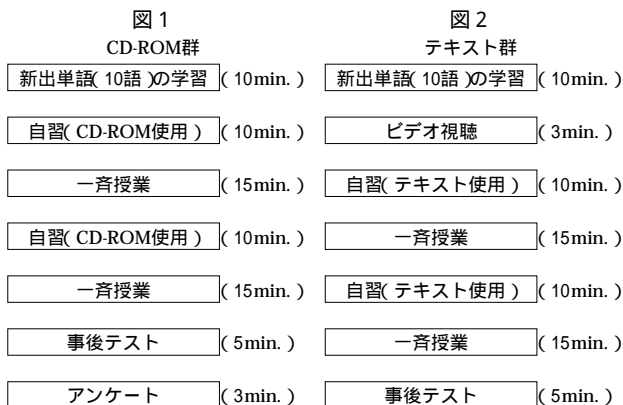 図1
CD-ROM群
新出単語(10語)の学習 (10min.)
自習(CD-ROM使用) (10min.)
一斉授業 (15min.)
自習(CD-ROM使用) (10min.)
一斉授業 (15min.)
事後テスト (5min.)
アンケート (3min.)
図2
テキスト群
新出単語(10語)の学習 (10min.)
ビデオ視聴 (3min.)
自習(テキスト使用) (10min.)
一斉授業 (15min.)
自習(テキスト使用) (10min.)
一斉授業 (15min.)
事後テスト (5min.)